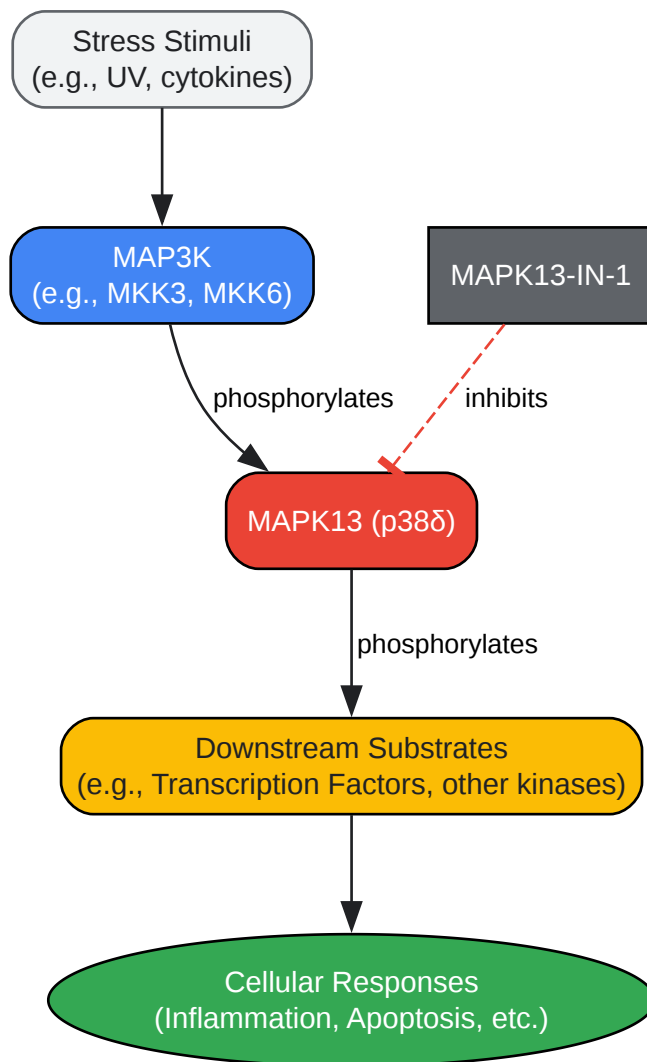 Stress Stimuli
(e.g., UV, cytokines)
MAP3K
(e.g., MKK3, MKK6)
MAPK13-IN-1
phosphorylates
inhibits
MAPK13 (p38δ)
phosphorylates
Downstream Substrates
(e.g., Transcription Factors, other kinases)
Cellular Responses
(Inflammation, Apoptosis, etc.)